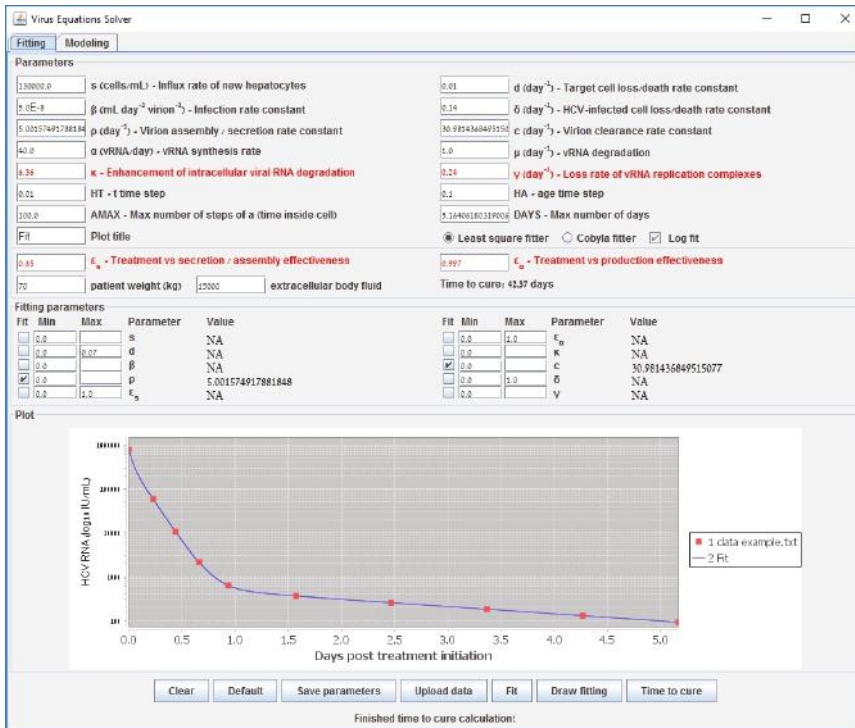 Virus Equations Solver
Fitting Modeling
Parameters
130000.0 s (cells/mL) - Influx rate of new hepatocytes
0.01 d (day⁻¹) - Target cell loss/death rate constant
5.0E-8 β (mL day⁻¹ virion⁻¹) - Infection rate constant
0.14 δ (day⁻¹) - HCV-infected cell loss/death rate constant
5.00157491788184 ρ (day⁻¹) - Virion assembly / secretion rate constant
30.9814368495150 c (day⁻¹) - Virion clearance rate constant
40.0 α (vRNA/day) - vRNA synthesis rate
1.0 μ (day⁻¹) - vRNA degradation
6.36 κ - Enhancement of intracellular viral RNA degradation
0.24 γ (day⁻¹) - Loss rate of vRNA replication complexes
0.01 HT - t time step
0.1 HA - age time step
100.0 AMAX - Max number of steps of a (time inside cell)
DAYS - Max number of days
Fit Plot title
Least square fitter Cobyla fitter Log fit
0.65 εs - Treatment vs secretion / assembly effectiveness
0.997 εα - Treatment vs production effectiveness
70 patient weight (kg) 15000 extracellular body fluid
Time to cure: 42.37 days
Fitting parameters
Fit Min Max Parameter Value
0.0 s NA
0.0 0.07 d NA
0.0 β NA
0.0 ρ 5.001574917881848
0.0 1.0 εs NA
Fit Min Max Parameter Value
0.0 1.0 εα NA
0.0 κ NA
0.0 c 30.981436849515077
0.0 1.0 δ NA
0.0 γ NA
Plot
HCV RNA (log10 IU/mL)
0.0 0.5 1.0 1.5 2.0 2.5 3.0 3.5 4.0 4.5 5.0
Days post treatment initiation
1 data example.txt
2 Fit
Clear Default Save parameters Upload data Fit Draw fitting Time to cure
Finished time to cure calculation: